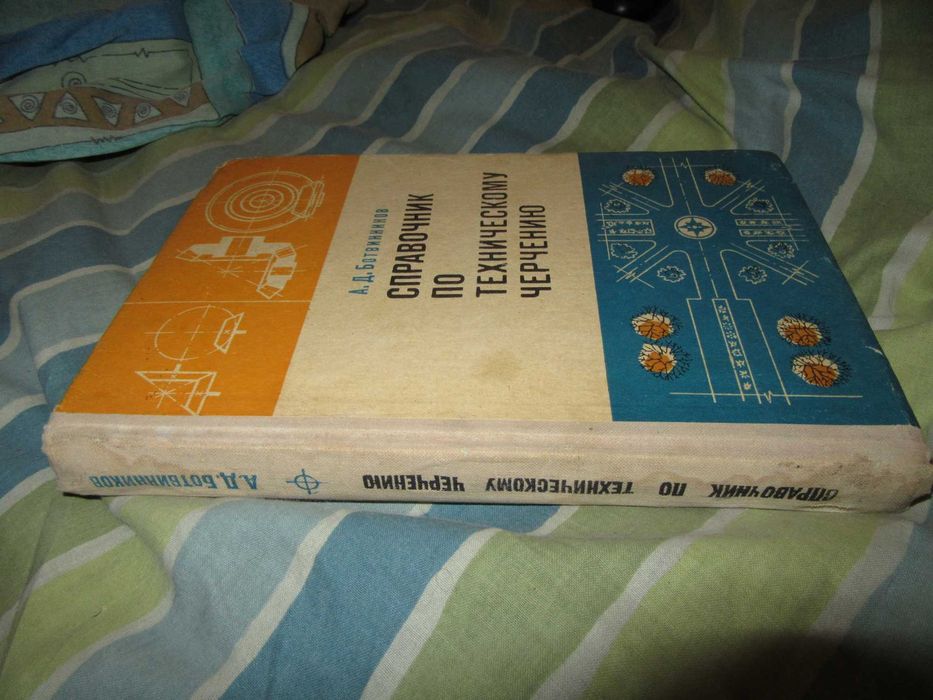 А. Д. Ботвинников
СПРАВОЧНИК
ПО
ТЕХНИЧЕСКОМУ
ЧЕРЧЕНИЮ
А. Д. БОТВИННИКОВ
СПРАВОЧНИК ПО ТЕХНИЧЕСКОМУ ЧЕРЧЕНИЮ